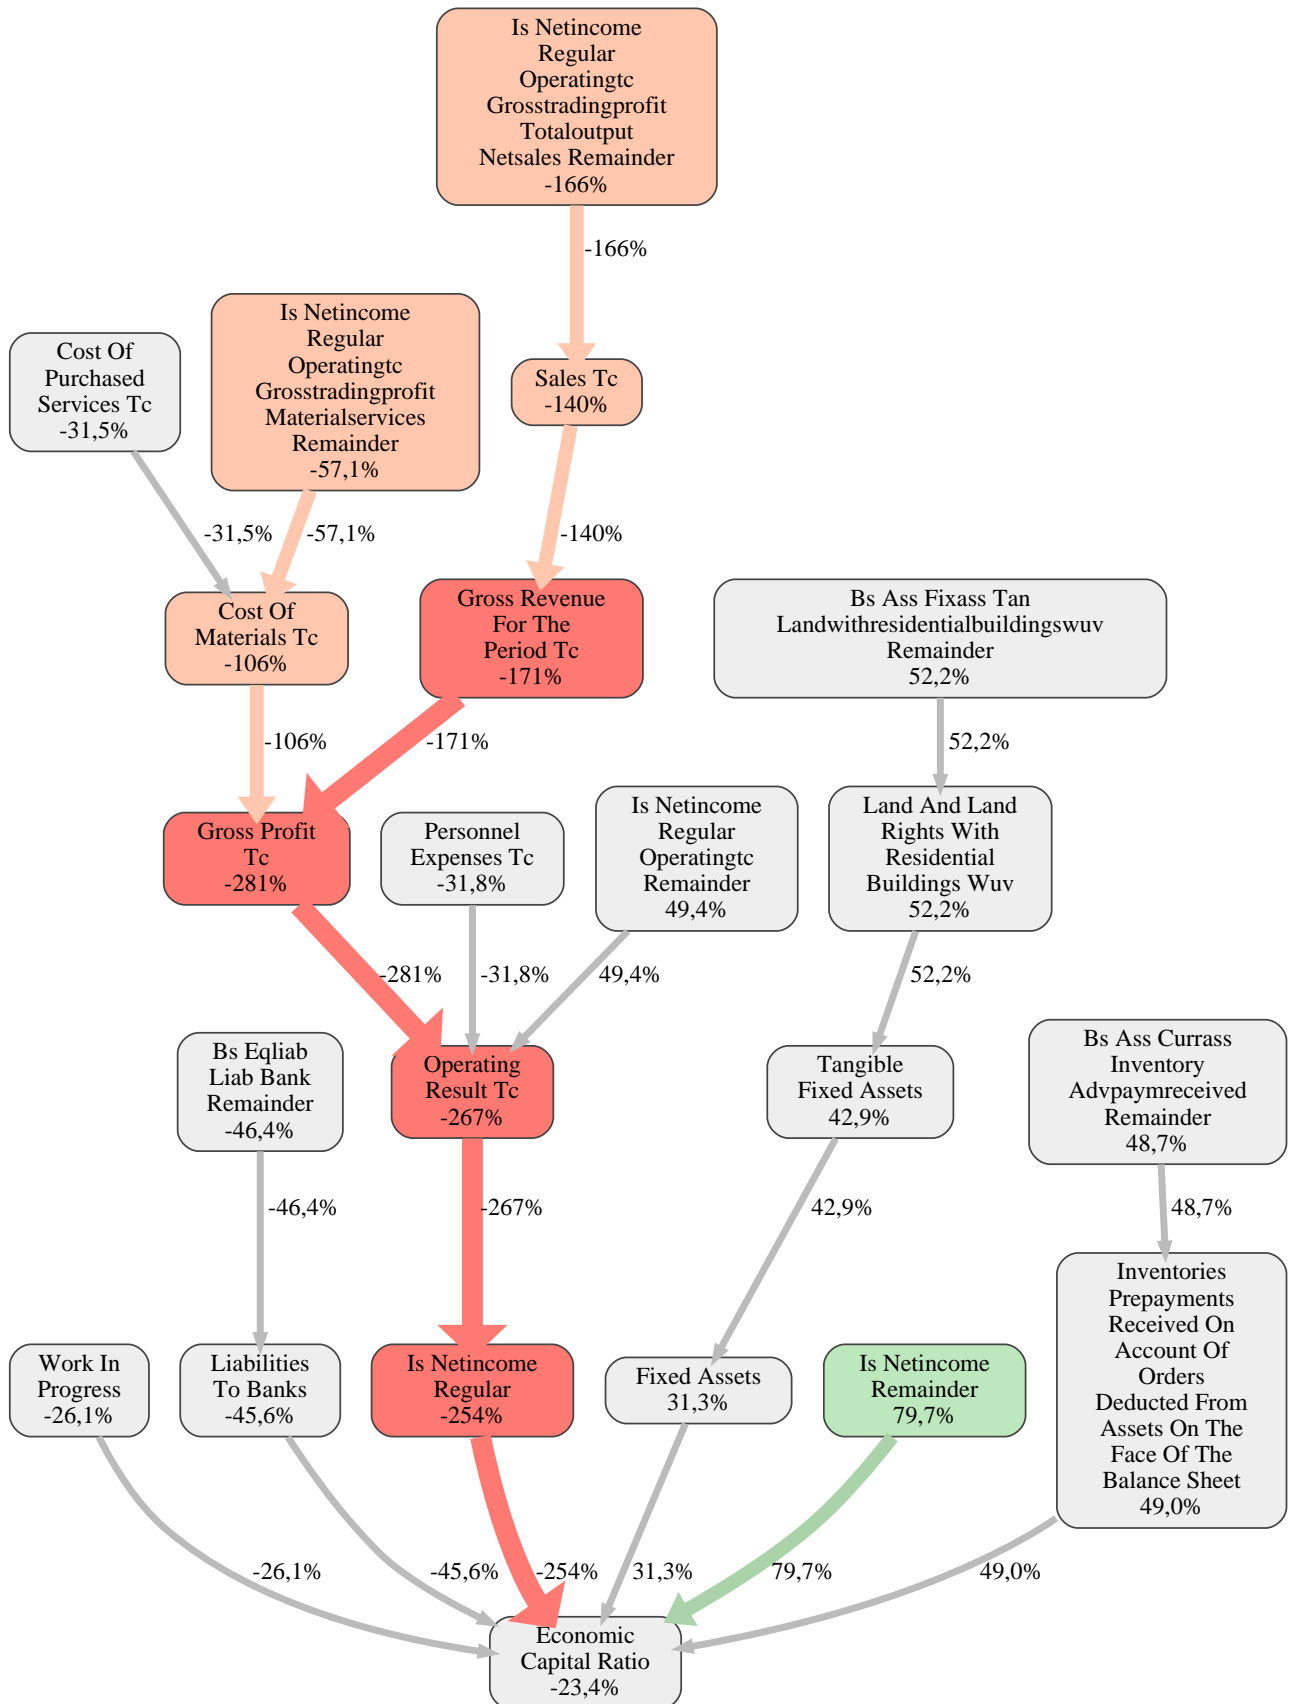 Is Netincome
Regular
Operatingtc
Grosstradingprofit
Totaloutput
Netsales Remainder
-166%
-166%
Cost Of
Purchased
Services Tc
-31,5%
Is Netincome
Regular
Operatingtc
Grosstradingprofit
Materialservices
Remainder
-57,1%
Sales Tc
-140%
-31,5%
-57,1%
-140%
Cost Of
Materials Tc
-106%
Gross Revenue
For The
Period Tc
-171%
Bs Ass Fixass Tan
Landwithresidentialbuildingswuv
Remainder
52,2%
-106%
-171%
52,2%
Gross Profit
Tc
-281%
Personnel
Expenses Tc
-31,8%
Is Netincome
Regular
Operatingtc
Remainder
49,4%
Land And Land
Rights With
Residential
Buildings Wuv
52,2%
-281%
-31,8%
49,4%
52,2%
Bs Eqliab
Liab Bank
Remainder
-46,4%
Operating
Result Tc
-267%
Tangible
Fixed Assets
42,9%
Bs Ass Currass
Inventory
Advpaymreceived
Remainder
48,7%
-46,4%
-267%
42,9%
48,7%
Work In
Progress
-26,1%
Liabilities
To Banks
-45,6%
Is Netincome
Regular
-254%
Fixed Assets
31,3%
Is Netincome
Remainder
79,7%
Inventories
Prepayments
Received On
Account Of
Orders
Deducted From
Assets On The
Face Of The
Balance Sheet
49,0%
-26,1%
-45,6%
-254%
31,3%
79,7%
49,0%
Economic
Capital Ratio
-23,4%